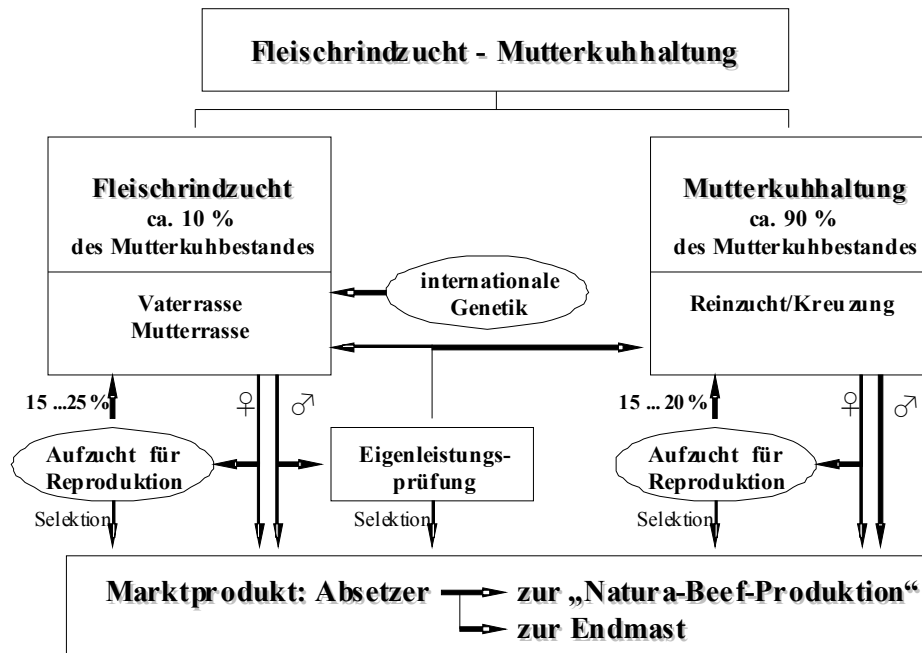 Fleischrindzucht - Mutterkuhhaltung
Fleischrindzucht
ca. 10 %
des Mutterkuhbestandes
Mutterkuhhaltung
ca. 90 %
des Mutterkuhbestandes
Vaterrasse
Mutterrasse
internationale
Genetik
Reinzucht/Kreuzung
15 ...25 %
♀ ♂
15 ... 20 %
♀ ♂
Aufzucht für
Reproduktion
Eigenleistungs-
prüfung
Aufzucht für
Reproduktion
Selektion
Selektion
Selektion
Marktprodukt: Absetzer
zur „Natura-Beef-Produktion“
zur Endmast